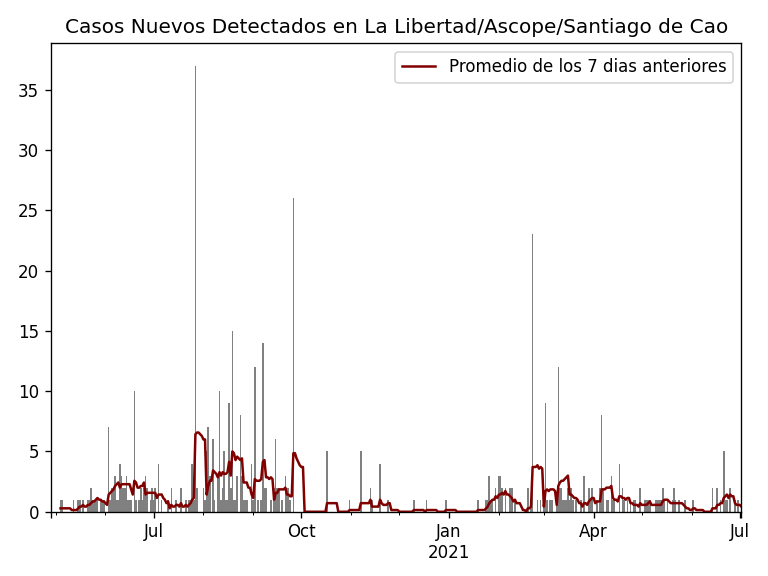 Casos Nuevos Detectados en La Libertad/Ascope/Santiago de Cao
Promedio de los 7 dias anteriores
35
30
25
20
15
10
5
0
Jul
Oct
Jan
Apr
Jul
2021